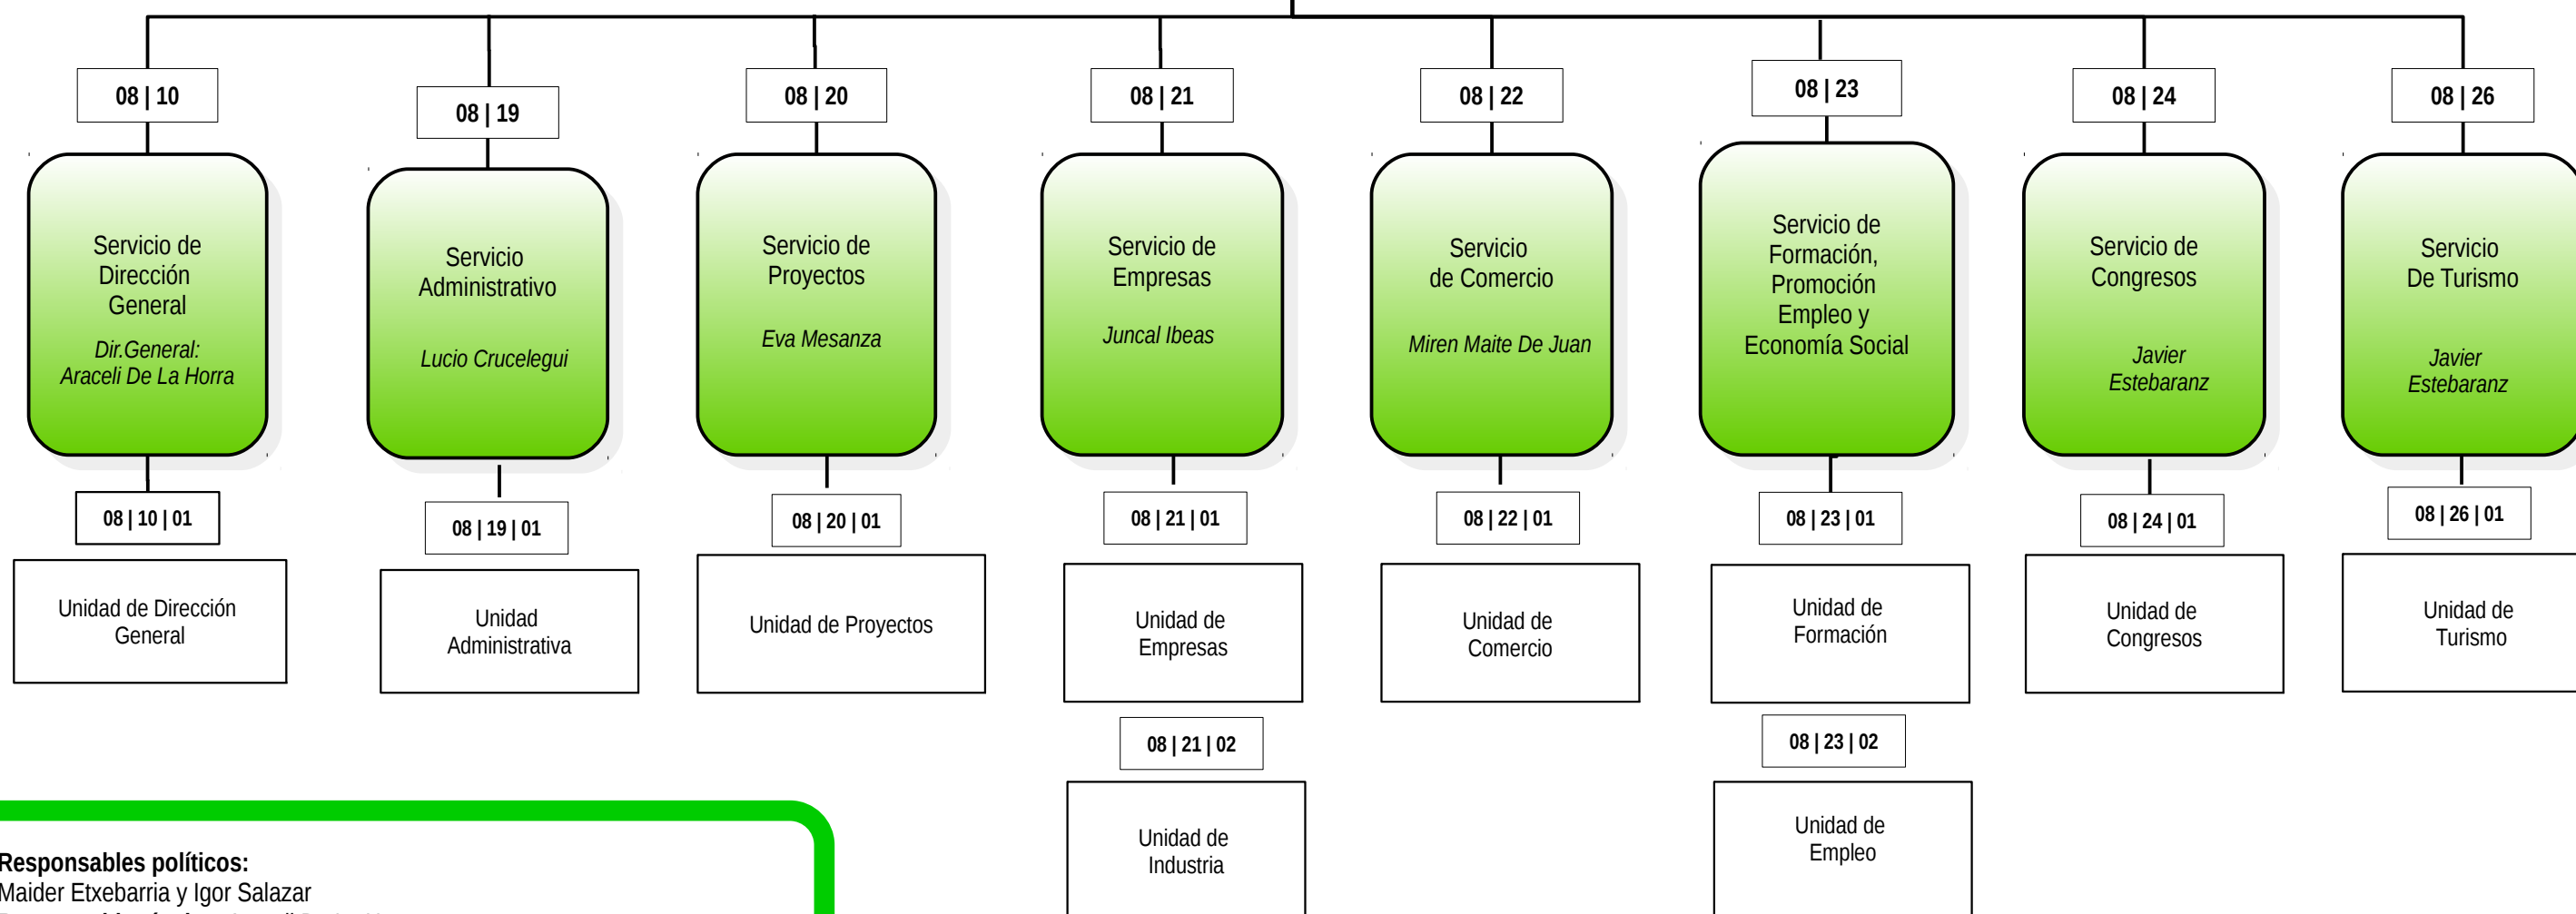 08 | 10
08 | 19
08 | 20
08 | 21
08 | 22
08 | 23
08 | 24
08 | 26
Servicio de
Dirección
General
Dir.General:
Araceli De La Horra
Servicio
Administrativo
Lucio Crucelegui
Servicio de
Proyectos
Eva Mesanza
Servicio de
Empresas
Juncal Ibeas
Servicio
de Comercio
Miren Maite De Juan
Servicio de
Formación,
Promoción
Empleo y
Economía Social
Servicio de
Congresos
Javier
Estebaranz
Servicio
De Turismo
Javier
Estebaranz
08 | 10 | 01
Unidad de Dirección
General
08 | 19 | 01
Unidad
Administrativa
08 | 20 | 01
Unidad de Proyectos
08 | 21 | 01
Unidad de
Empresas
08 | 21 | 02
Unidad de
Industria
08 | 22 | 01
Unidad de
Comercio
08 | 23 | 01
Unidad de
Formación
08 | 23 | 02
Unidad de
Empleo
08 | 24 | 01
Unidad de
Congresos
08 | 26 | 01
Unidad de
Turismo
Responsables políticos:
Maider Etxebarria y Igor Salazar